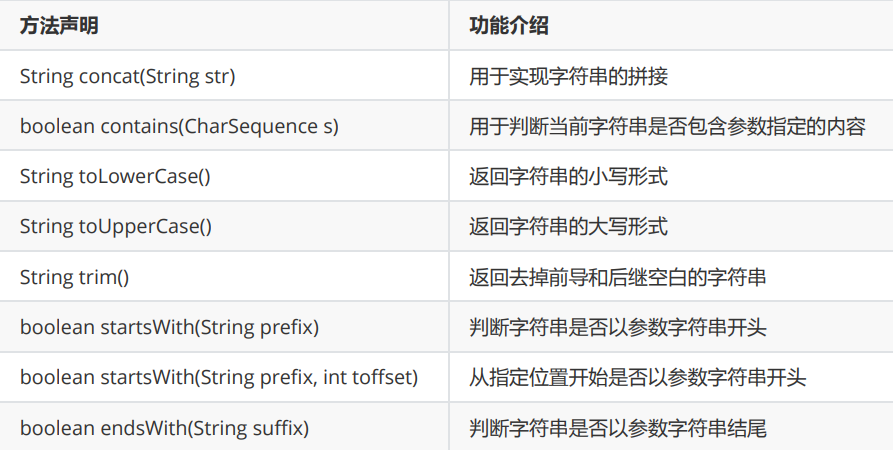 方法声明 功能介绍
String concat(String str) 用于实现字符串的拼接
boolean contains(CharSequence s) 用于判断当前字符串是否包含参数指定的内容
String toLowerCase() 返回字符串的小写形式
String toUpperCase() 返回字符串的大写形式
String trim() 返回去掉前导和后继空白的字符串
boolean startsWith(String prefix) 判断字符串是否以参数字符串开头
boolean startsWith(String prefix, int toffset) 从指定位置开始是否以参数字符串开头
boolean endsWith(String suffix) 判断字符串是否以参数字符串结尾